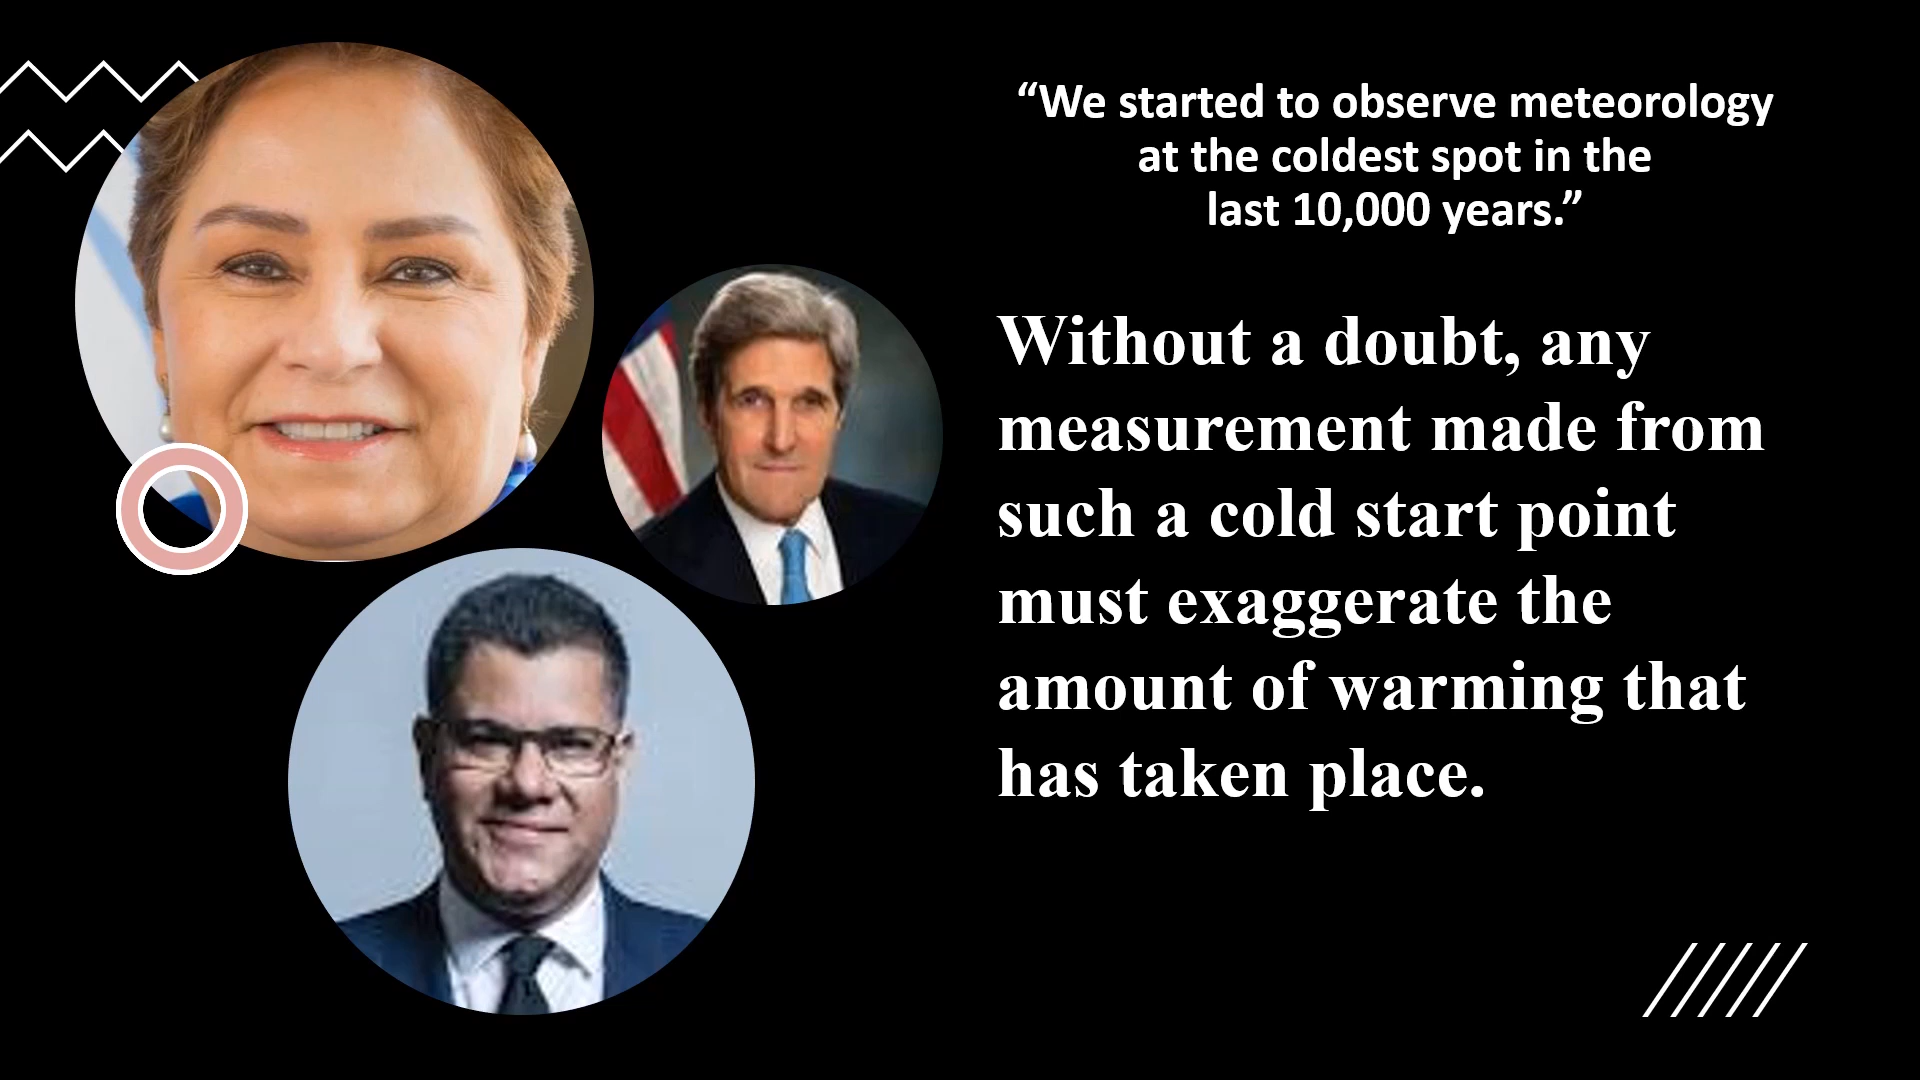 “We started to observe meteorology
at the coldest spot in the
last 10,000 years.”
Without a doubt, any
measurement made from
such a cold start point
must exaggerate the
amount of warming that
has taken place.